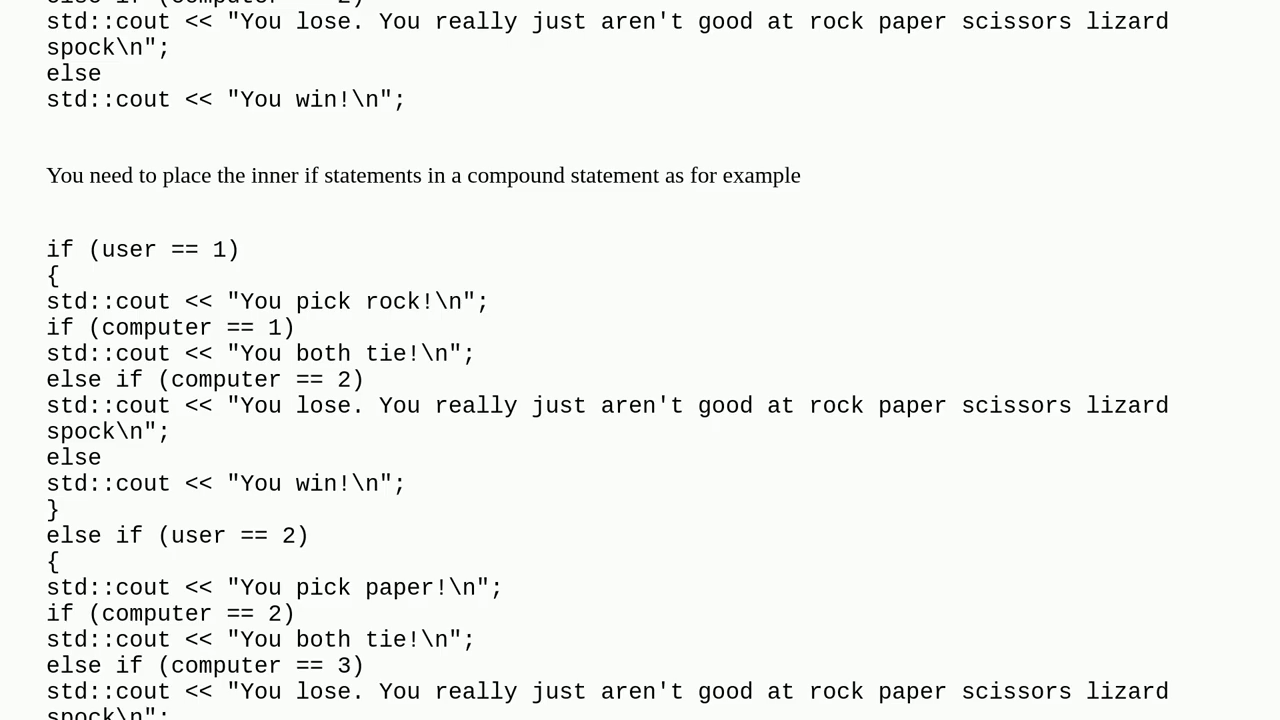 else if (computer == 2)
std::cout << "You lose. You really just aren't good at rock paper scissors lizard
spock\n";
else
std::cout << "You win!\n";
You need to place the inner if statements in a compound statement as for example
if (user == 1)
{
std::cout << "You pick rock!\n";
if (computer == 1)
std::cout << "You both tie!\n";
else if (computer == 2)
std::cout << "You lose. You really just aren't good at rock paper scissors lizard
spock\n";
else
std::cout << "You win!\n";
}
else if (user == 2)
{
std::cout << "You pick paper!\n";
if (computer == 2)
std::cout << "You both tie!\n";
else if (computer == 3)
std::cout << "You lose. You really just aren't good at rock paper scissors lizard
spock\n";